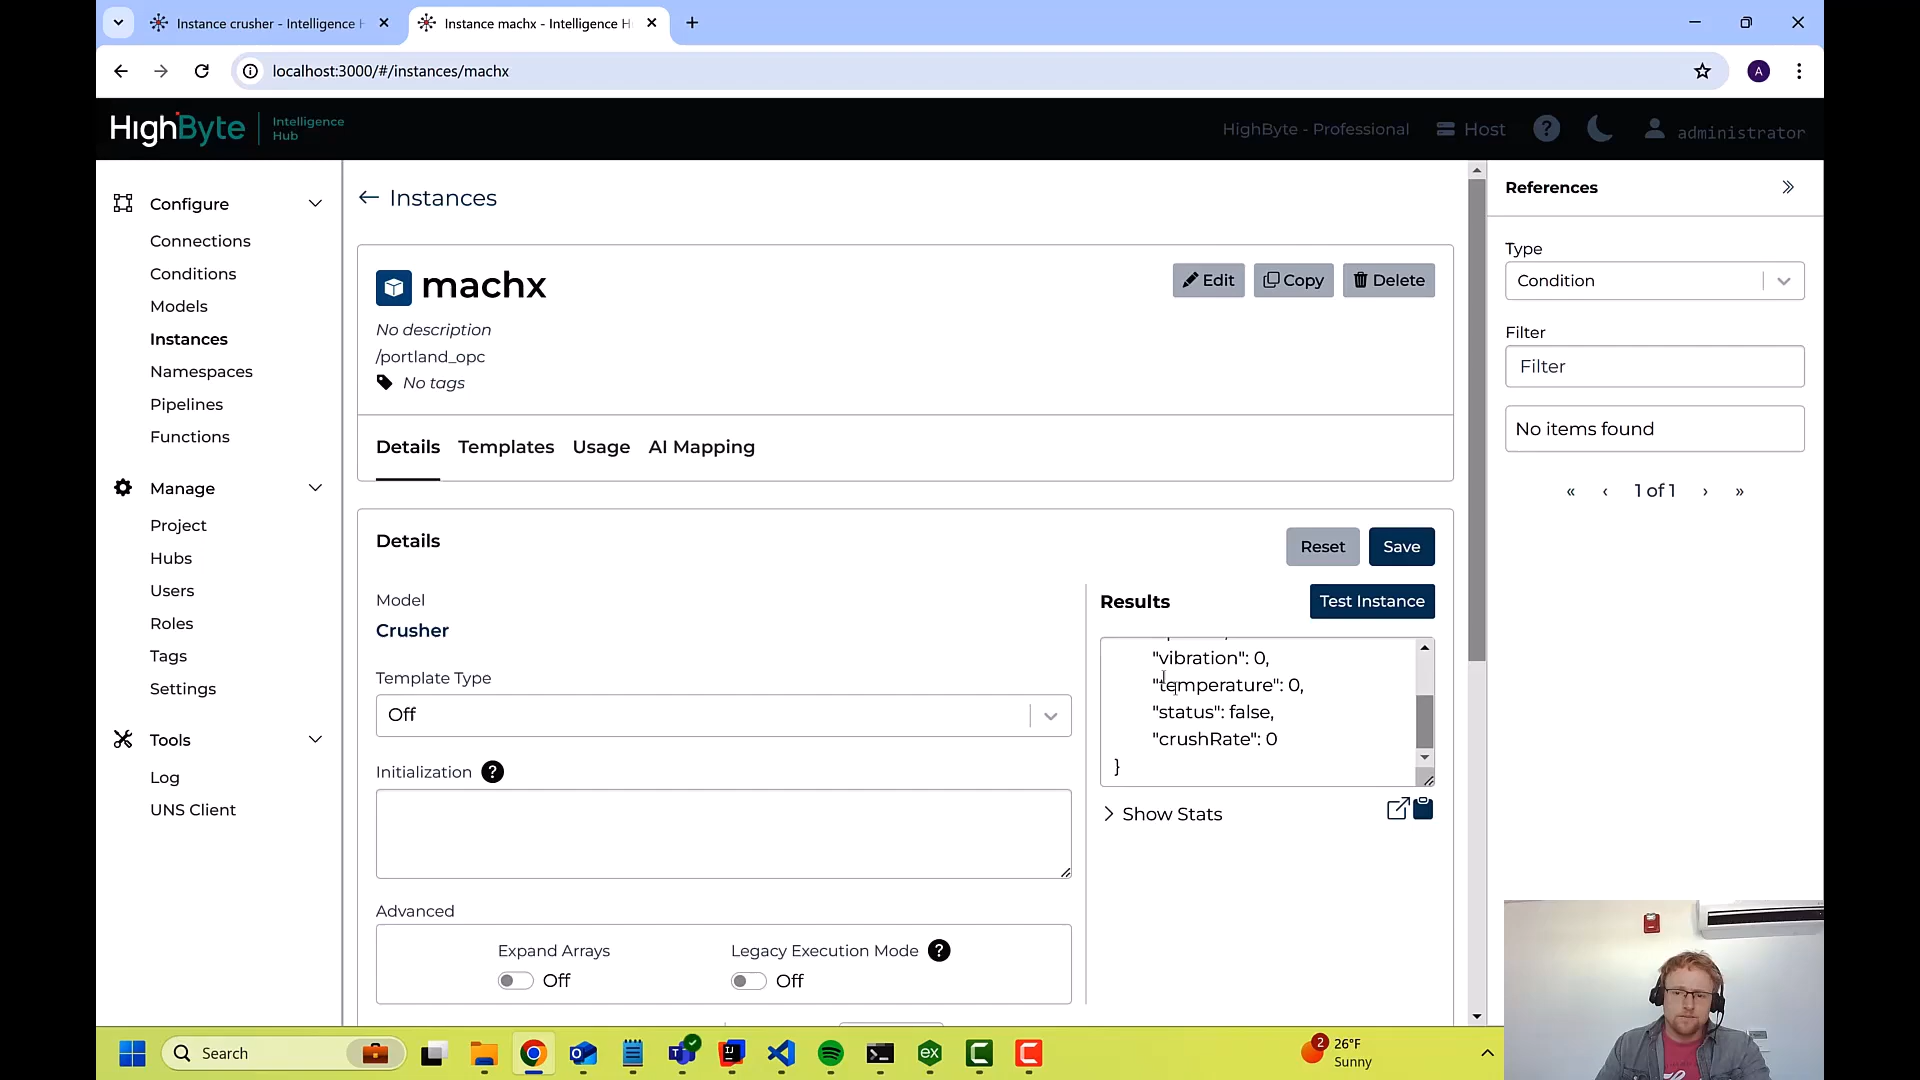 Instance crusher - Intelligence H
Instance machx - Intelligence H
localhost:3000/#/instances/machx
A
HighByte
Intelligence
Hub
HighByte - Professional
Host
?
administrator
Configure
Connections
Conditions
Models
Instances
Namespaces
Pipelines
Functions
Manage
Project
Hubs
Users
Roles
Tags
Settings
Tools
Log
UNS Client
← Instances
machx
Edit
Copy
Delete
No description
/portland_opc
No tags
Details
Templates
Usage
AI Mapping
Details
Reset
Save
Model
Crusher
Template Type
Off
Initialization ?
Advanced
Expand Arrays
Off
Legacy Execution Mode ?
Off
Results
Test Instance
"vibration": 0,
"temperature": 0,
"status": false,
"crushRate": 0
}
Show Stats
References
Type
Condition
Filter
Filter
No items found
« ‹ 1 of 1 › »
Search
ex
2
26°F
Sunny